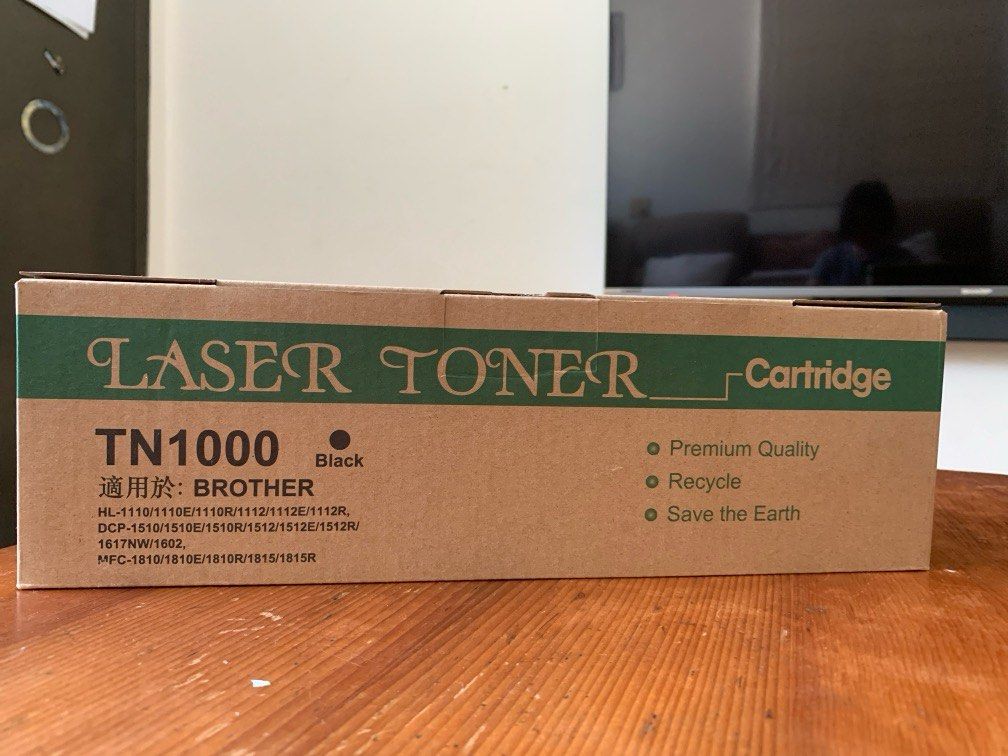 LASER TONER Cartridge
TN1000 Black
適用於: BROTHER
HL-1110/1110E/1110R/1112/1112E/1112R,
DCP-1510/1510E/1510R/1512/1512E/1512R/
1617NW/1602,
MFC-1810/1810E/1810R/1815/1815R
Premium Quality
Recycle
Save the Earth
SHARP